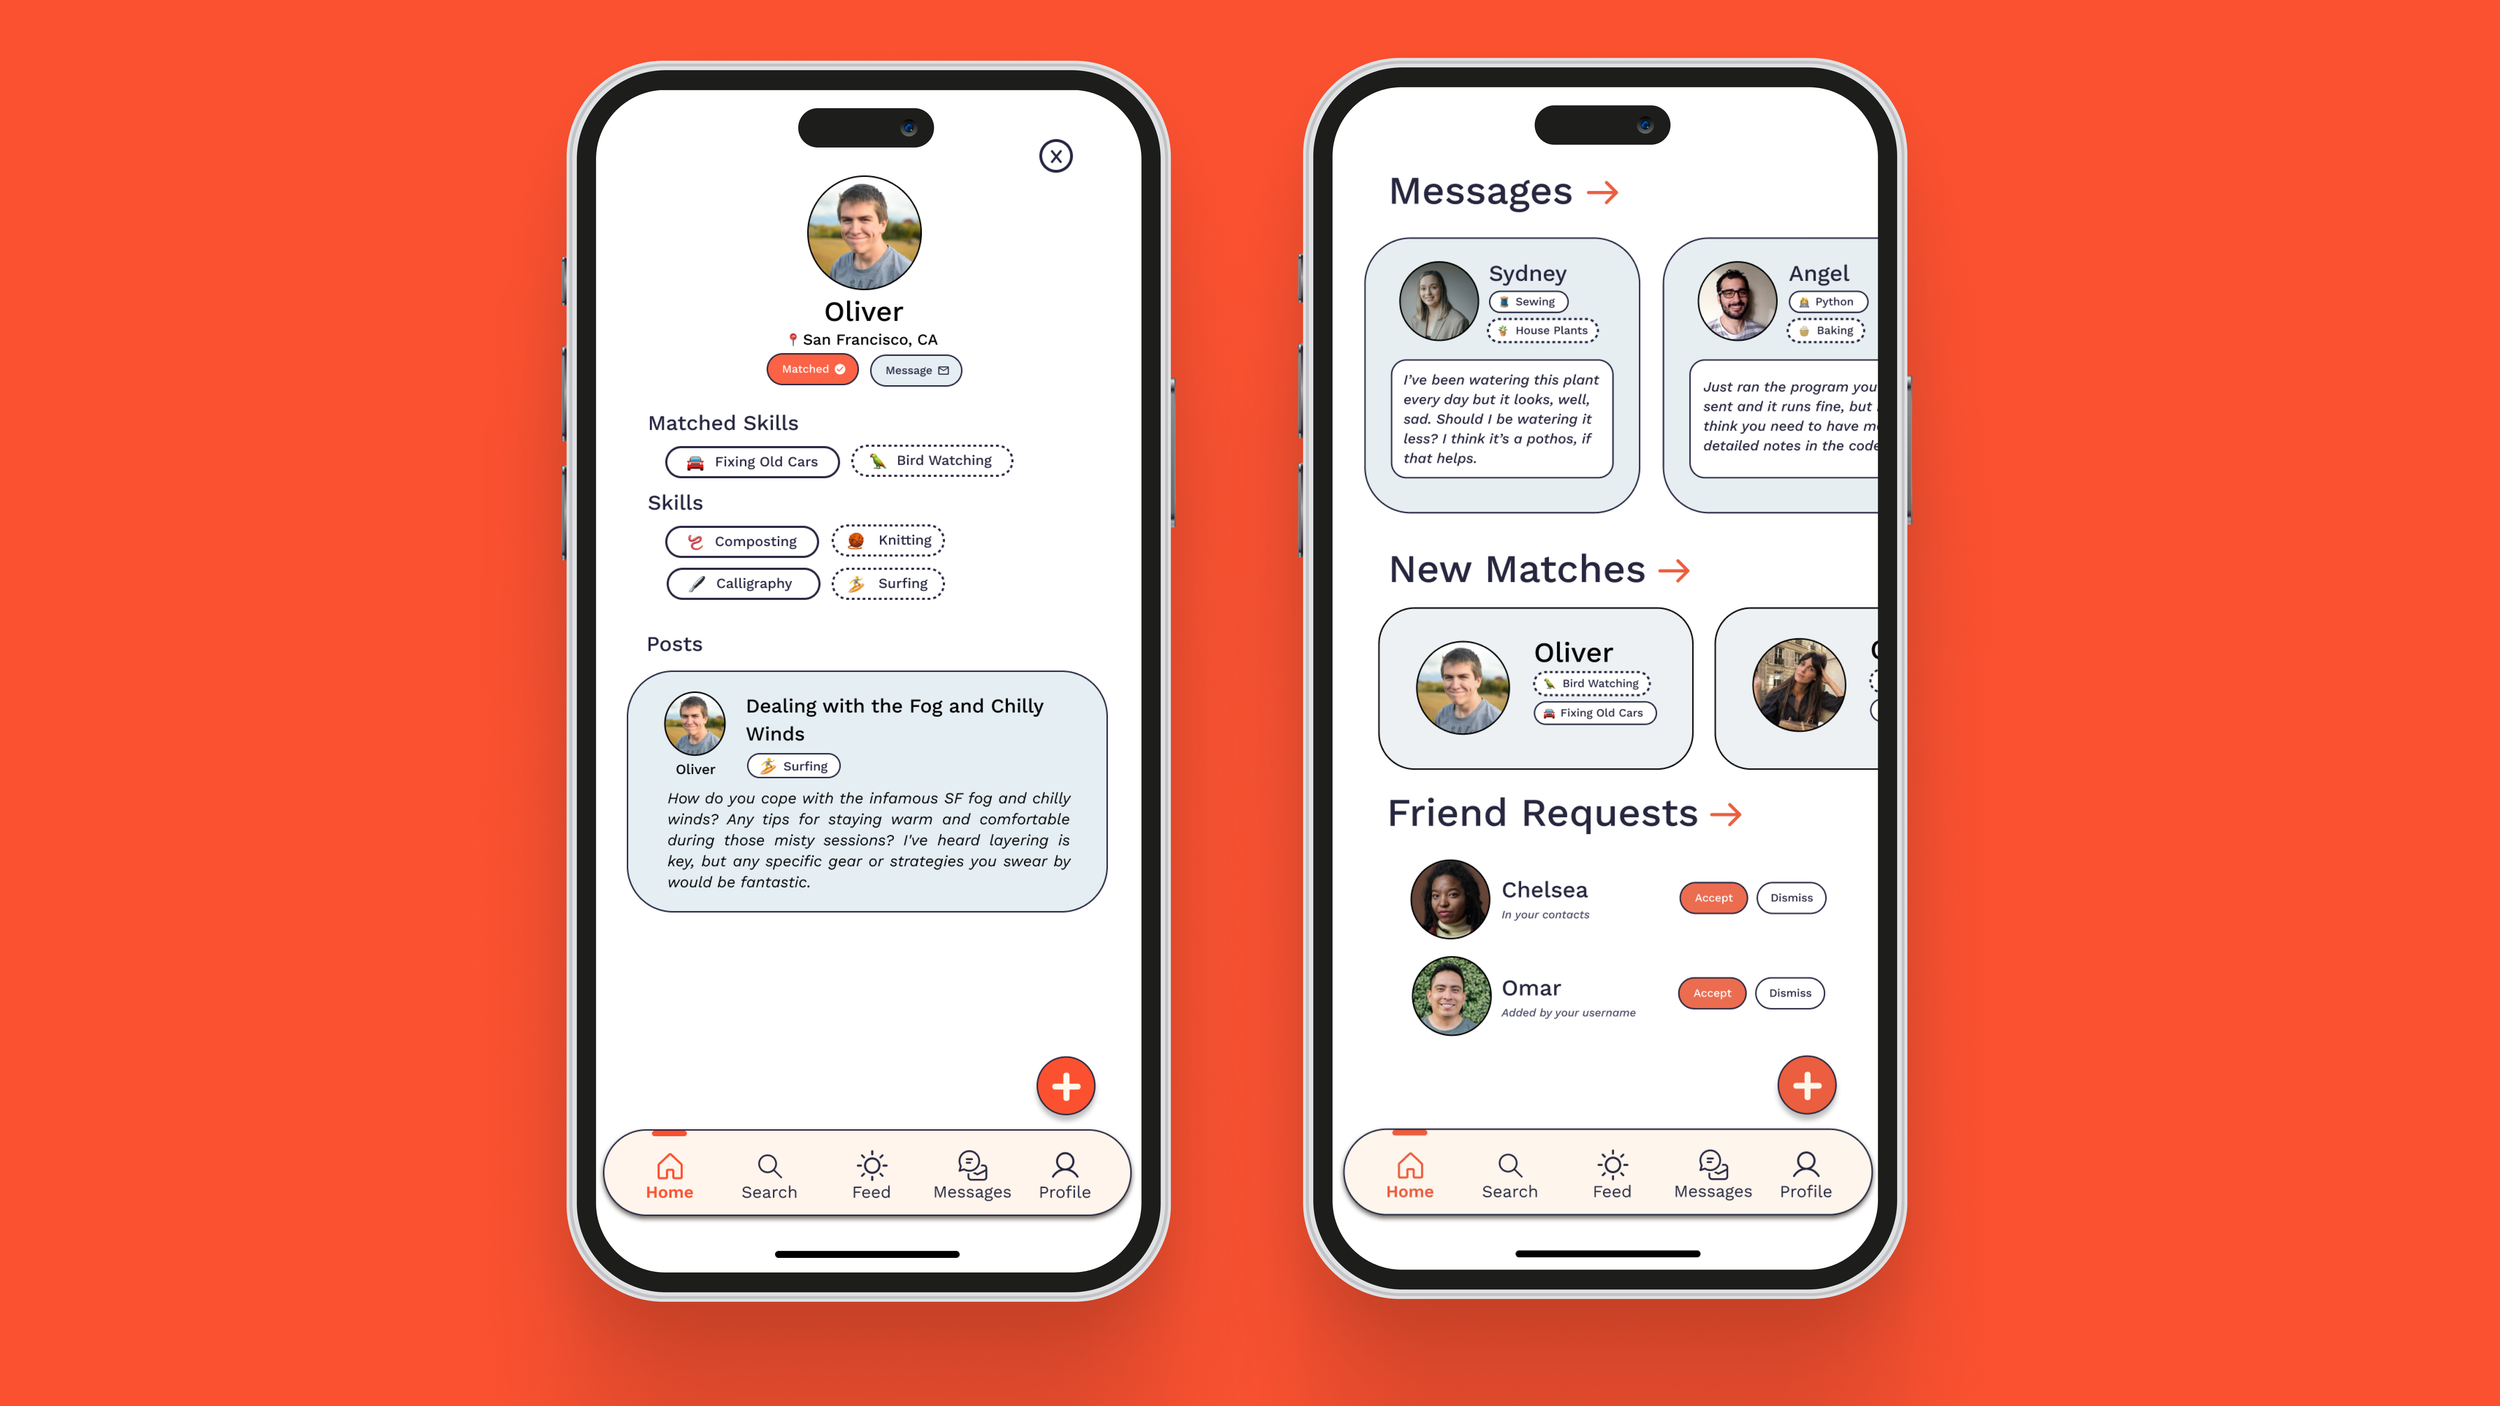 X
Oliver
San Francisco, CA
Matched
Message
Matched Skills
Fixing Old Cars
Bird Watching
Skills
Composting
Knitting
Calligraphy
Surfing
Posts
Dealing with the Fog and Chilly
Winds
Oliver
Surfing
How do you cope with the infamous SF fog and chilly
winds? Any tips for staying warm and comfortable
during those misty sessions? I've heard layering is
key, but any specific gear or strategies you swear by
would be fantastic.
Home
Search
Feed
Messages
Profile
Messages
Sydney
Sewing
House Plants
I’ve been watering this plant
every day but it looks, well,
sad. Should I be watering it
less? I think it’s a pothos, if
that helps.
Angel
Python
Baking
Just ran the program you
sent and it runs fine, but
think you need to have
detailed notes in the code
New Matches
Oliver
Bird Watching
Fixing Old Cars
Friend Requests
Chelsea
In your contacts
Accept
Dismiss
Omar
Added by your username
Accept
Dismiss
Home
Search
Feed
Messages
Profile